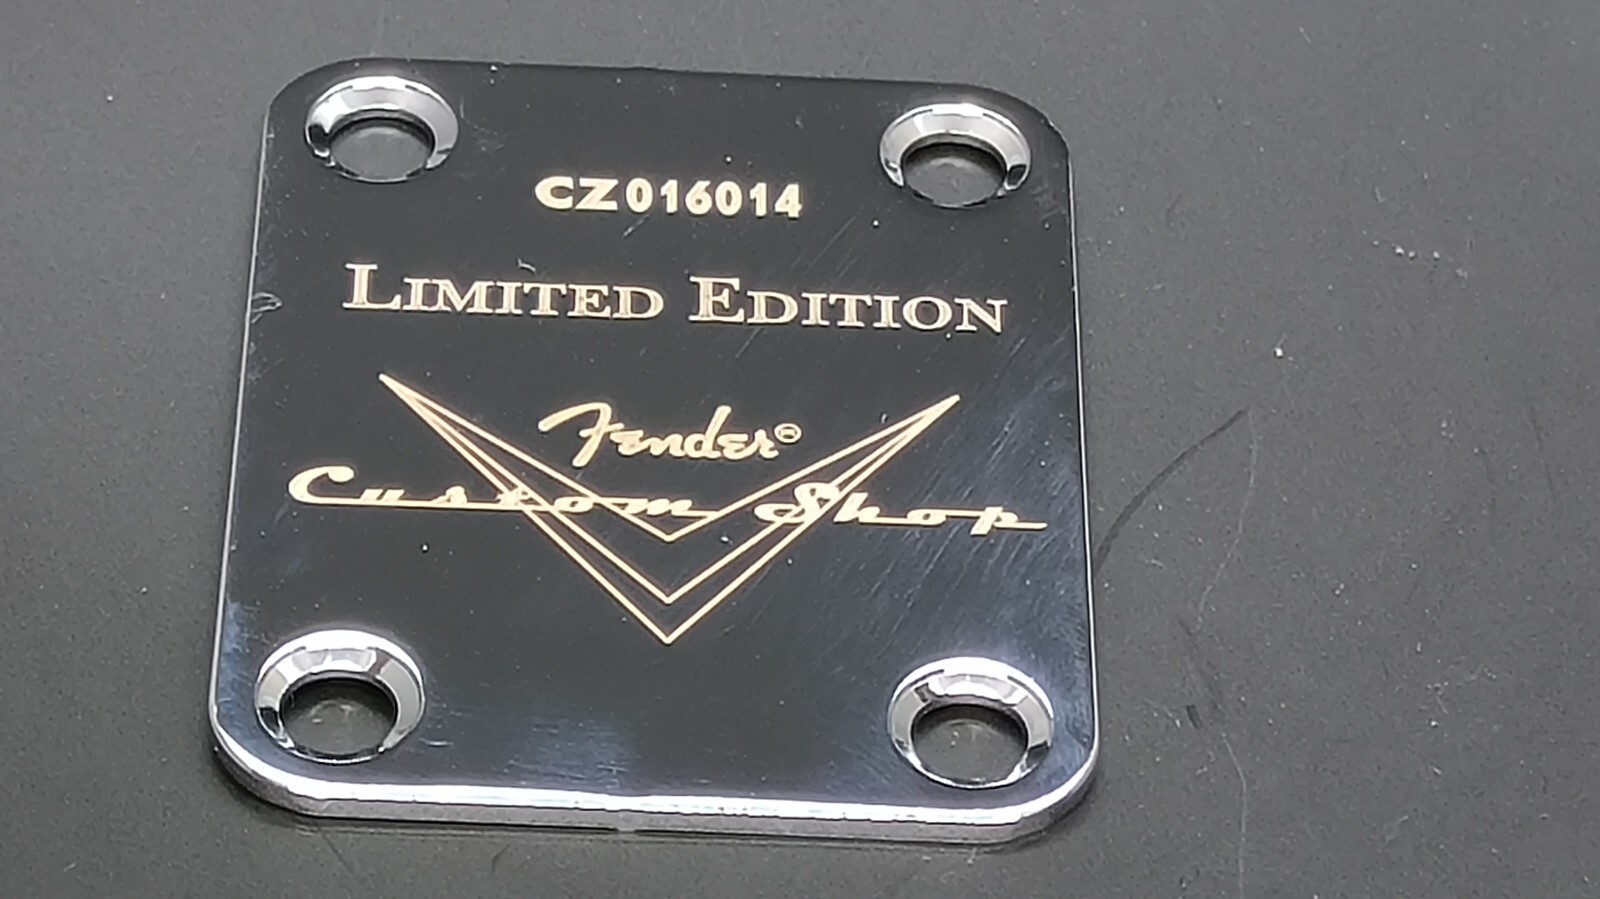 CZ016014
LIMITED EDITION
Fender®
Custom Shop